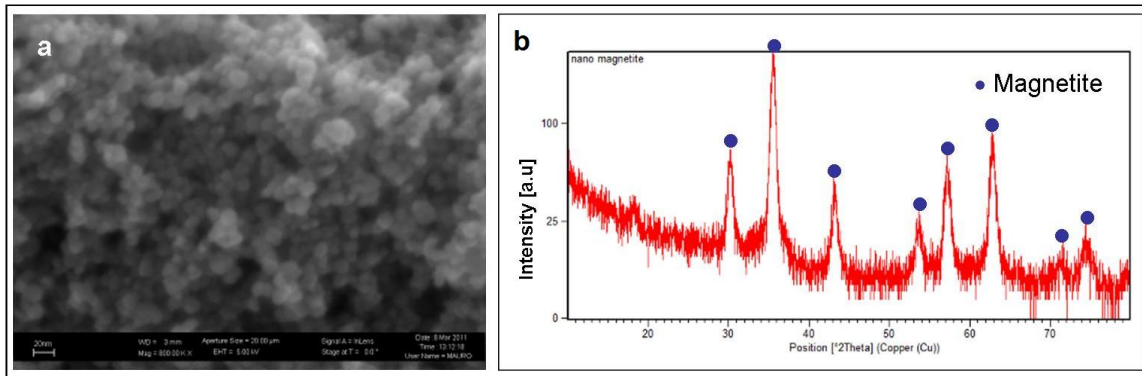 a
20nm
WD = 3 mm
Mag = 800.00 K X
Aperture Size = 20.00 µm
EHT = 5.00 kV
Signal A = InLens
Stage at T = 0.0 °
Date :8 Mar 2011
Time :13:12:18
User Name = MAURO
b
nano magnetite
Magnetite
Intensity [a.u]
100
25
0
20 30 40 50 60 70
Position [°2Theta] (Copper (Cu))